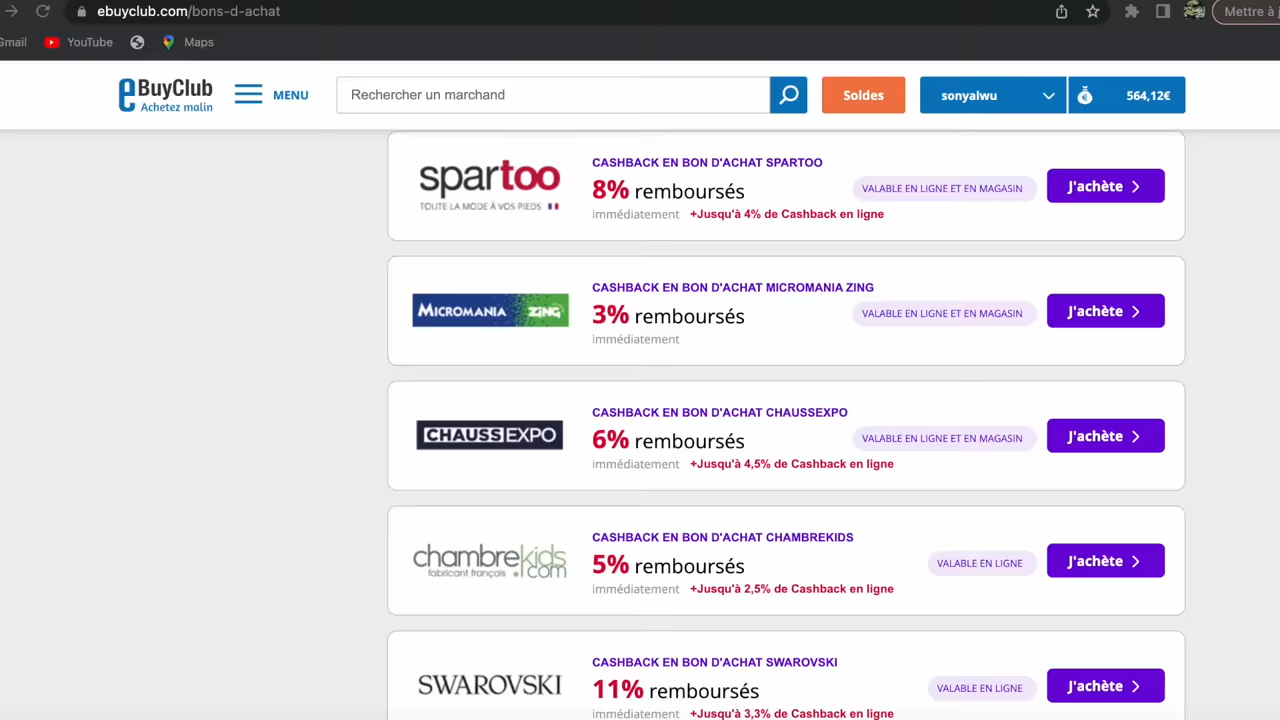 ebuyclub.com/bons-d-achat
Mettre à j
Gmail
YouTube
Maps
eBuyClub
Achetez malin
MENU
Rechercher un marchand
Soldes
sonyalwu
564,12€
spartoo
TOUTE LA MODE À VOS PIEDS
CASHBACK EN BON D'ACHAT SPARTOO
8% remboursés
immédiatement +Jusqu'à 4% de Cashback en ligne
VALABLE EN LIGNE ET EN MAGASIN
J'achète
MICROMANIA ZING
CASHBACK EN BON D'ACHAT MICROMANIA ZING
3% remboursés
immédiatement
VALABLE EN LIGNE ET EN MAGASIN
J'achète
CHAUSSEXPO
CASHBACK EN BON D'ACHAT CHAUSSEXPO
6% remboursés
immédiatement +Jusqu'à 4,5% de Cashback en ligne
VALABLE EN LIGNE ET EN MAGASIN
J'achète
chambrekids
fabricant français .com
CASHBACK EN BON D'ACHAT CHAMBREKIDS
5% remboursés
immédiatement +Jusqu'à 2,5% de Cashback en ligne
VALABLE EN LIGNE
J'achète
SWAROVSKI
CASHBACK EN BON D'ACHAT SWAROVSKI
11% remboursés
immédiatement +Jusqu'à 3,3% de Cashback en ligne
VALABLE EN LIGNE
J'achète